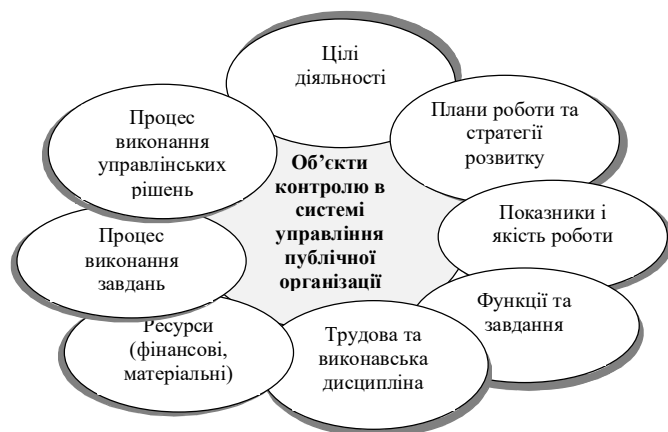 Цілі
діяльності
Плани роботи та
стратегії
розвитку
Показники і
якість роботи
Функції та
завдання
Трудова та
виконавська
дисципліна
Ресурси
(фінансові,
матеріальні)
Процес
виконання
завдань
Процес
виконання
управлінських
рішень
Об’єкти
контролю в
системі
управління
публічної
організації